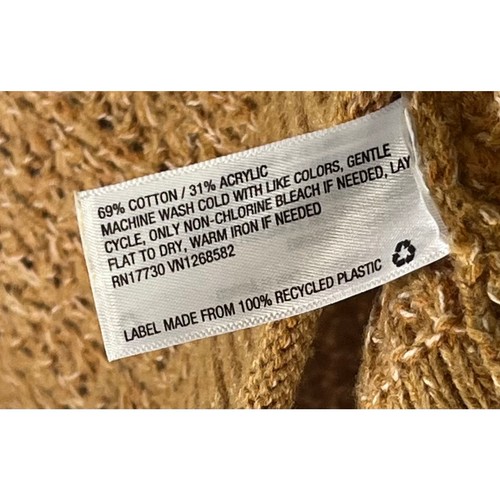 69% COTTON / 31% ACRYLIC
MACHINE WASH COLD WITH LIKE COLORS, GENTLE
CYCLE, ONLY NON-CHLORINE BLEACH IF NEEDED, LAY
FLAT TO DRY, WARM IRON IF NEEDED
RN17730 VN1268582
LABEL MADE FROM 100% RECYCLED PLASTIC